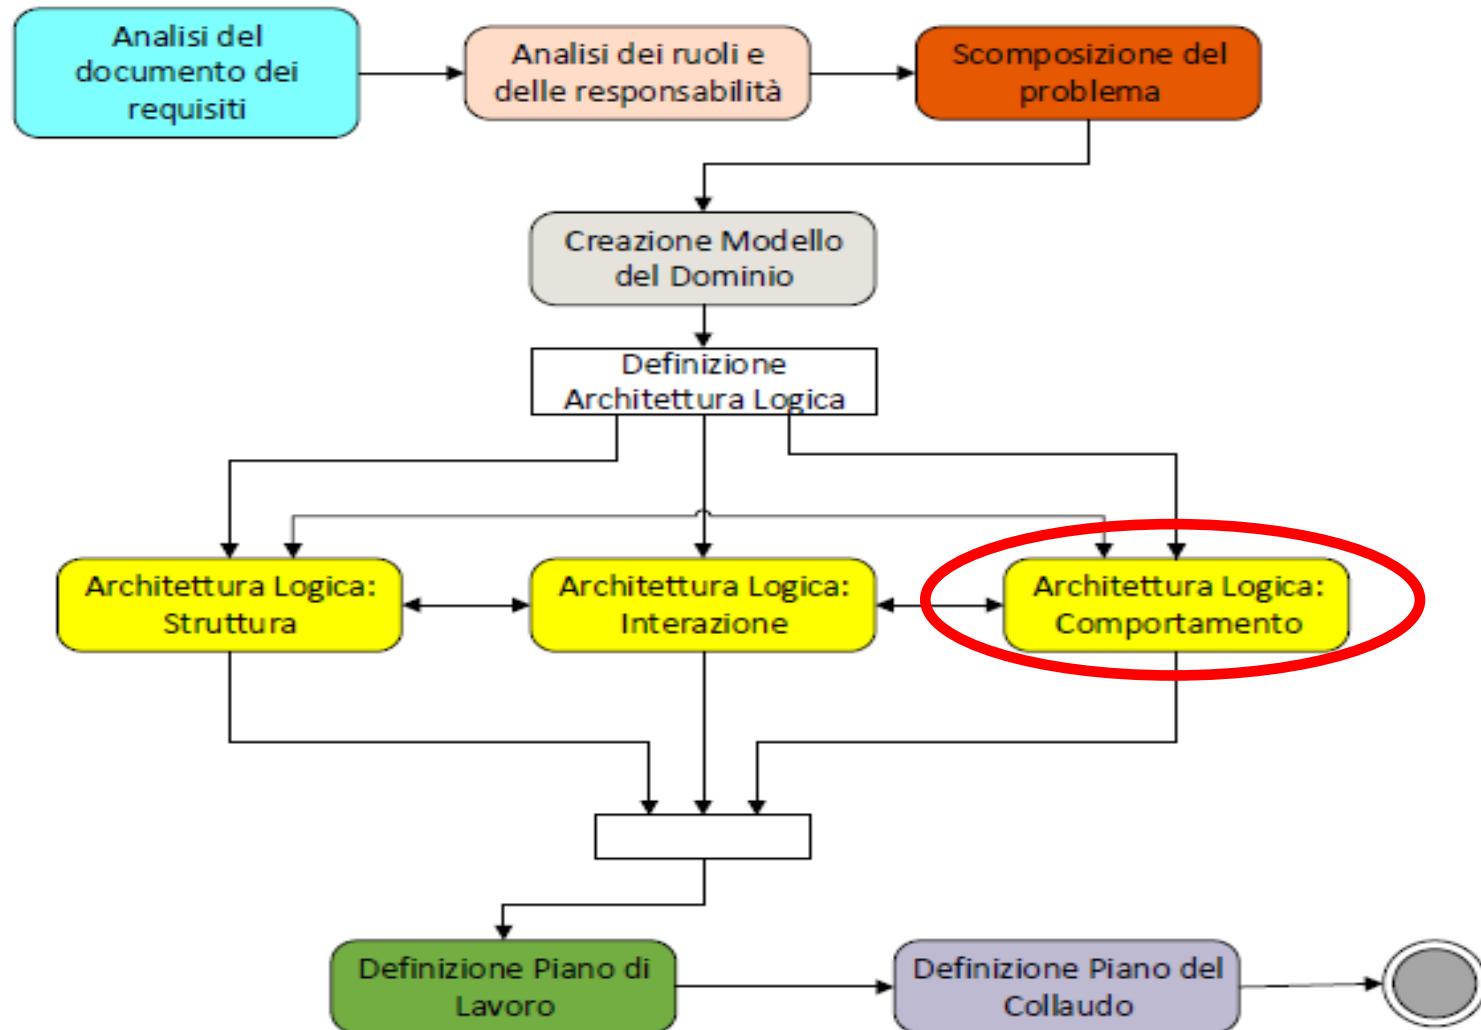 Analisi del
documento dei
requisiti
Analisi dei ruoli e
delle responsabilità
Scomposizione del
problema
Creazione Modello
del Dominio
Definizione
Architettura Logica
Architettura Logica:
Struttura
Architettura Logica:
Interazione
Architettura Logica:
Comportamento
Definizione Piano di
Lavoro
Definizione Piano del
Collaudo